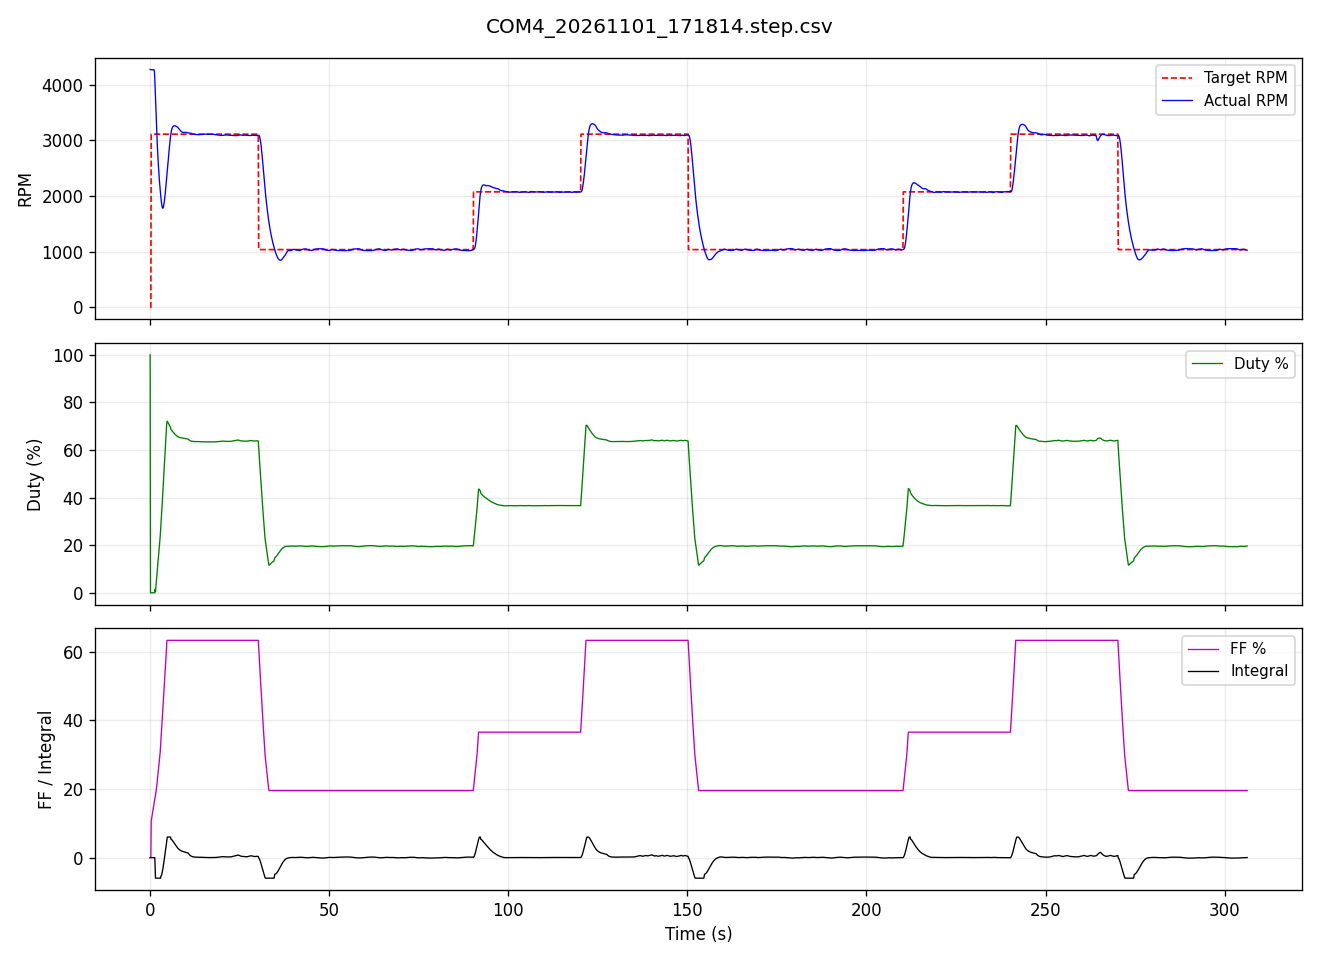 COM4_20261101_171814.step.csv
RPM
4000
3000
2000
1000
0
Target RPM
Actual RPM
Duty (%)
100
80
60
40
20
0
Duty %
FF / Integral
60
40
20
0
FF %
Integral
0 50 100 150 200 250 300
Time (s)